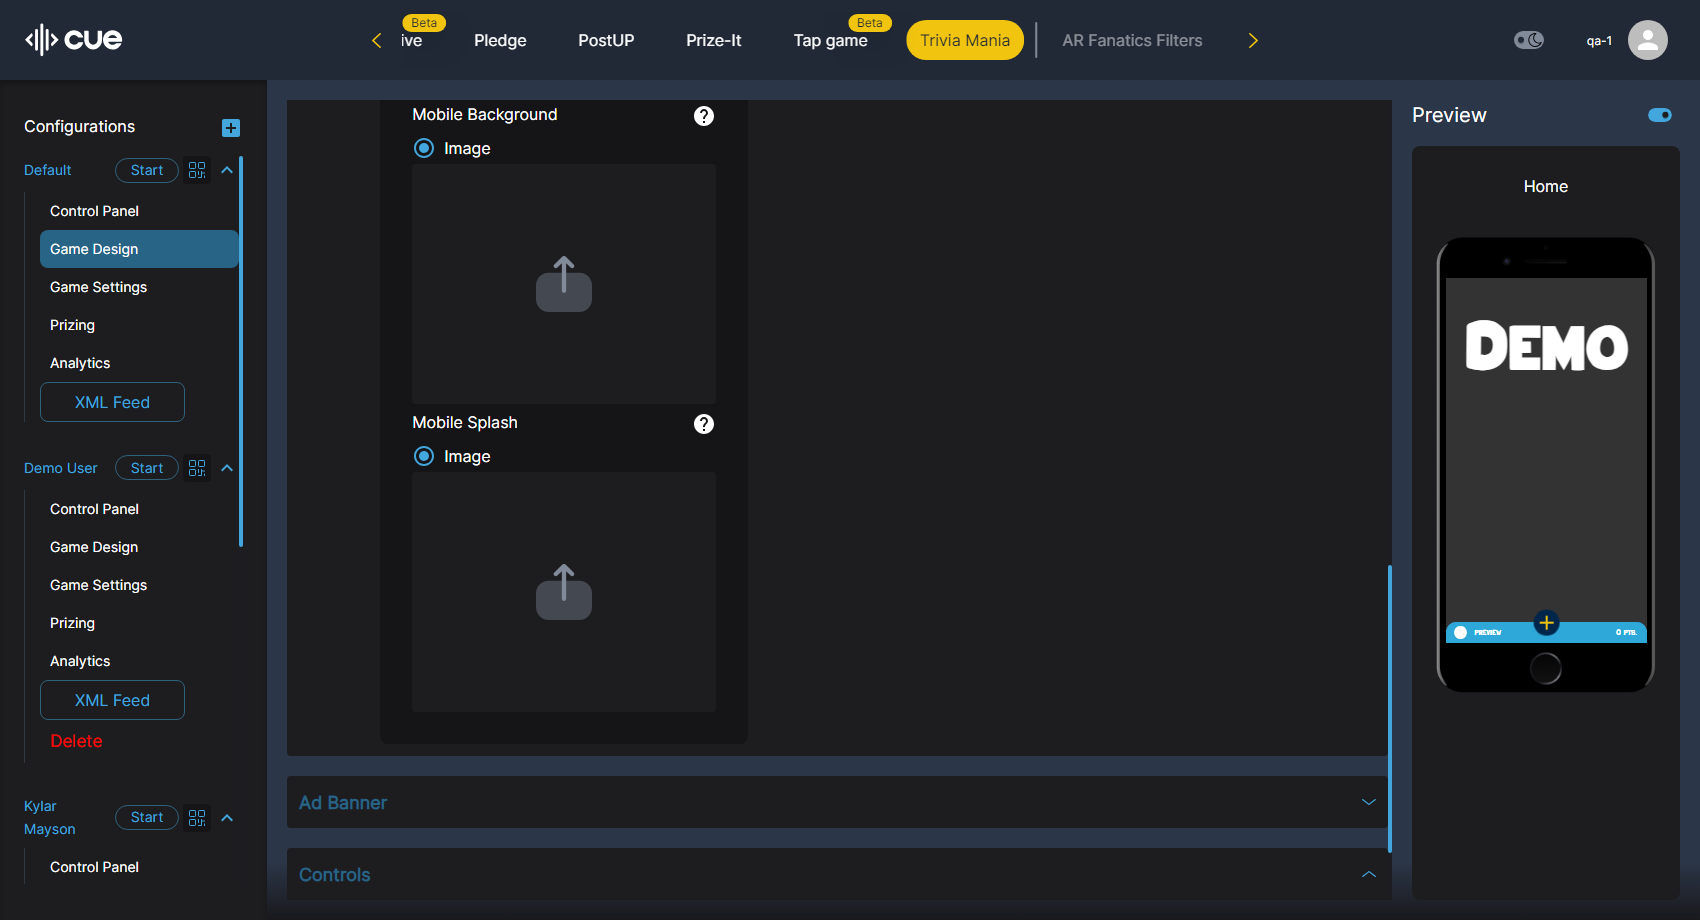 cue
Beta
ive
Pledge
PostUP
Prize-It
Beta
Tap game
Trivia Mania
AR Fanatics Filters
qa-1
Configurations
Default
Start
Control Panel
Game Design
Game Settings
Prizing
Analytics
XML Feed
Demo User
Start
Control Panel
Game Design
Game Settings
Prizing
Analytics
XML Feed
Delete
Kylar
Mayson
Start
Control Panel
Mobile Background
?
Image
Mobile Splash
?
Image
Ad Banner
Controls
Preview
Home
DEMO
PREVIEW
0 PTS.